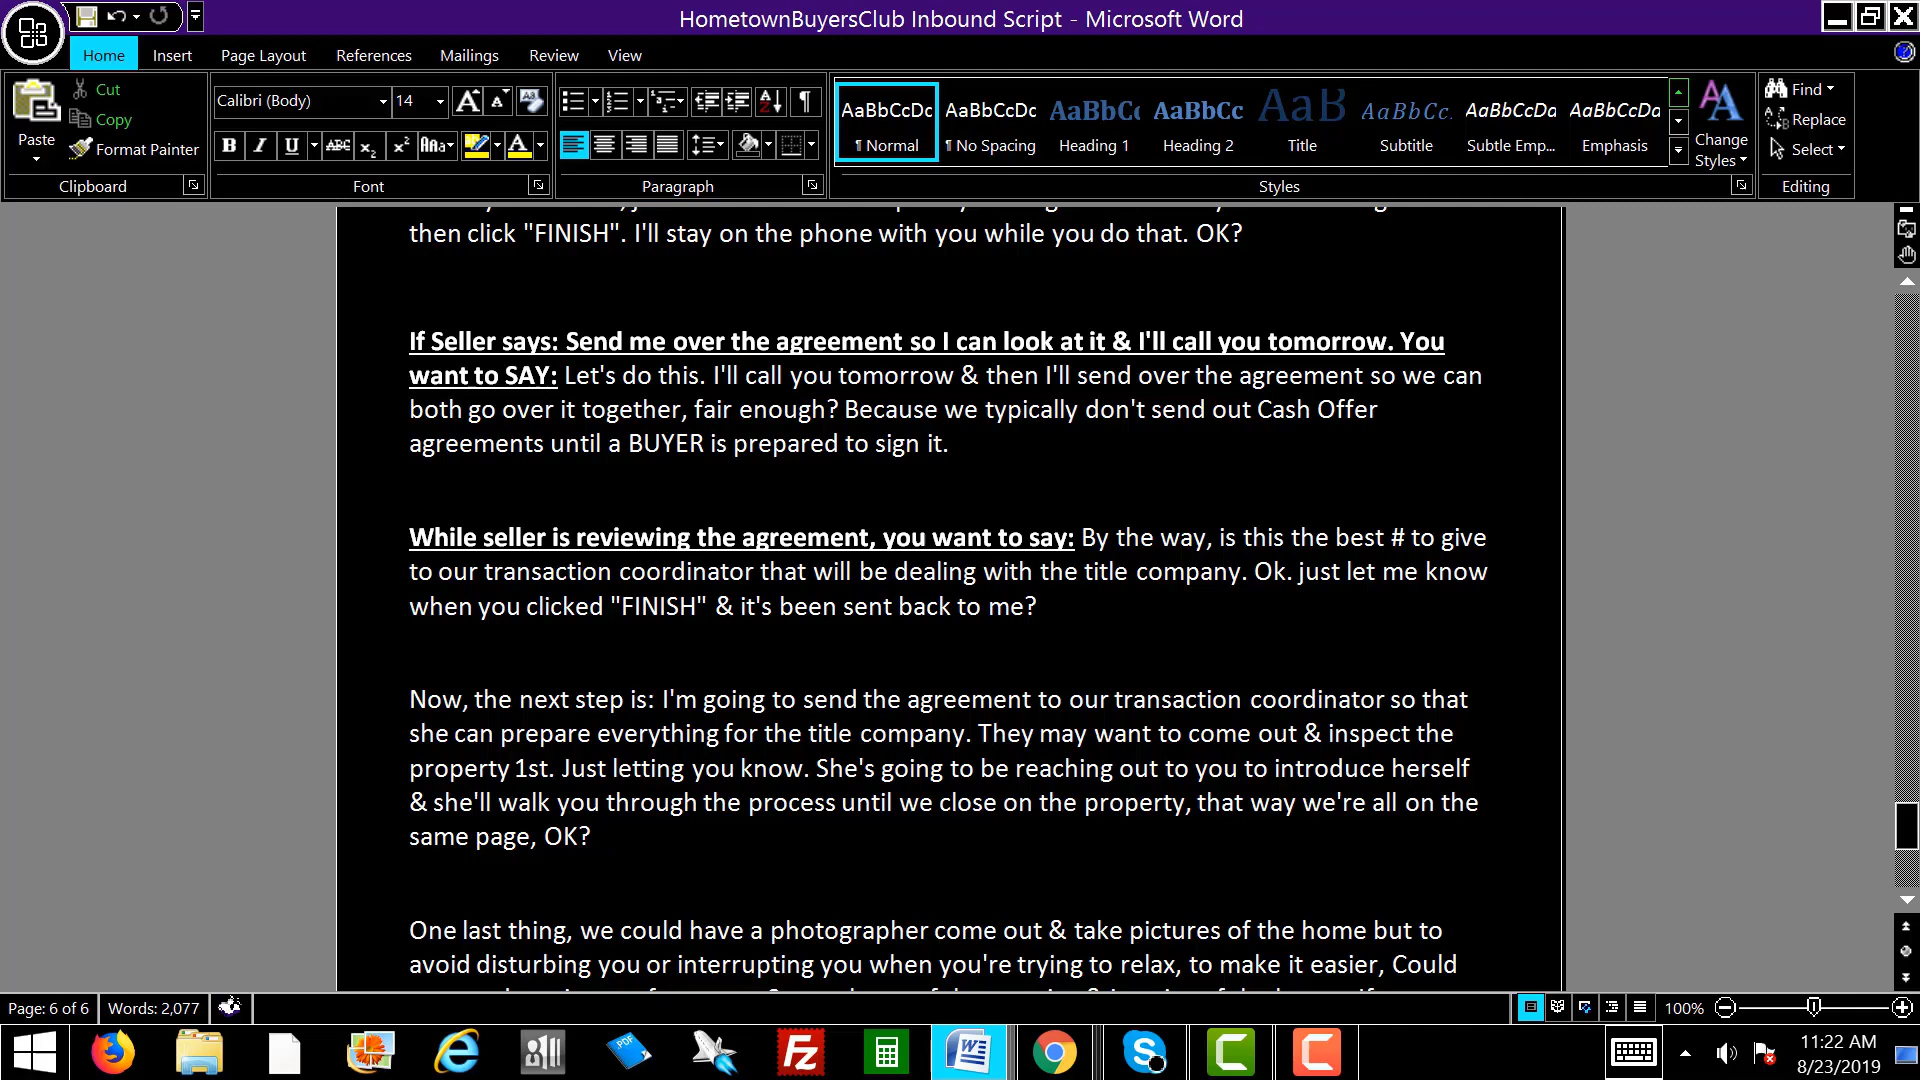 HometownBuyersClub Inbound Script - Microsoft Word
Home Insert Page Layout References Mailings Review View
Paste
Cut
Copy
Format Painter
Clipboard
Calibri (Body) 14
B I U ABC x₂ x² Aa
Font
Paragraph
AaBbCcDc AaBbCcDc AaBbCc AaBbCc AaB AaBbCc. AaBbCcDa AaBbCcDa
¶ Normal ¶ No Spacing Heading 1 Heading 2 Title Subtitle Subtle Emp... Emphasis
Styles
Change
Styles
Find
Replace
Select
Editing
then click "FINISH". I'll stay on the phone with you while you do that. OK?
If Seller says: Send me over the agreement so I can look at it & I'll call you tomorrow. You
want to SAY: Let's do this. I'll call you tomorrow & then I'll send over the agreement so we can
both go over it together, fair enough? Because we typically don't send out Cash Offer
agreements until a BUYER is prepared to sign it.
While seller is reviewing the agreement, you want to say: By the way, is this the best # to give
to our transaction coordinator that will be dealing with the title company. Ok. just let me know
when you clicked "FINISH" & it's been sent back to me?
Now, the next step is: I'm going to send the agreement to our transaction coordinator so that
she can prepare everything for the title company. They may want to come out & inspect the
property 1st. Just letting you know. She's going to be reaching out to you to introduce herself
& she'll walk you through the process until we close on the property, that way we're all on the
same page, OK?
One last thing, we could have a photographer come out & take pictures of the home but to
avoid disturbing you or interrupting you when you're trying to relax, to make it easier, Could
Page: 6 of 6 Words: 2,077 100%
11:22 AM
8/23/2019